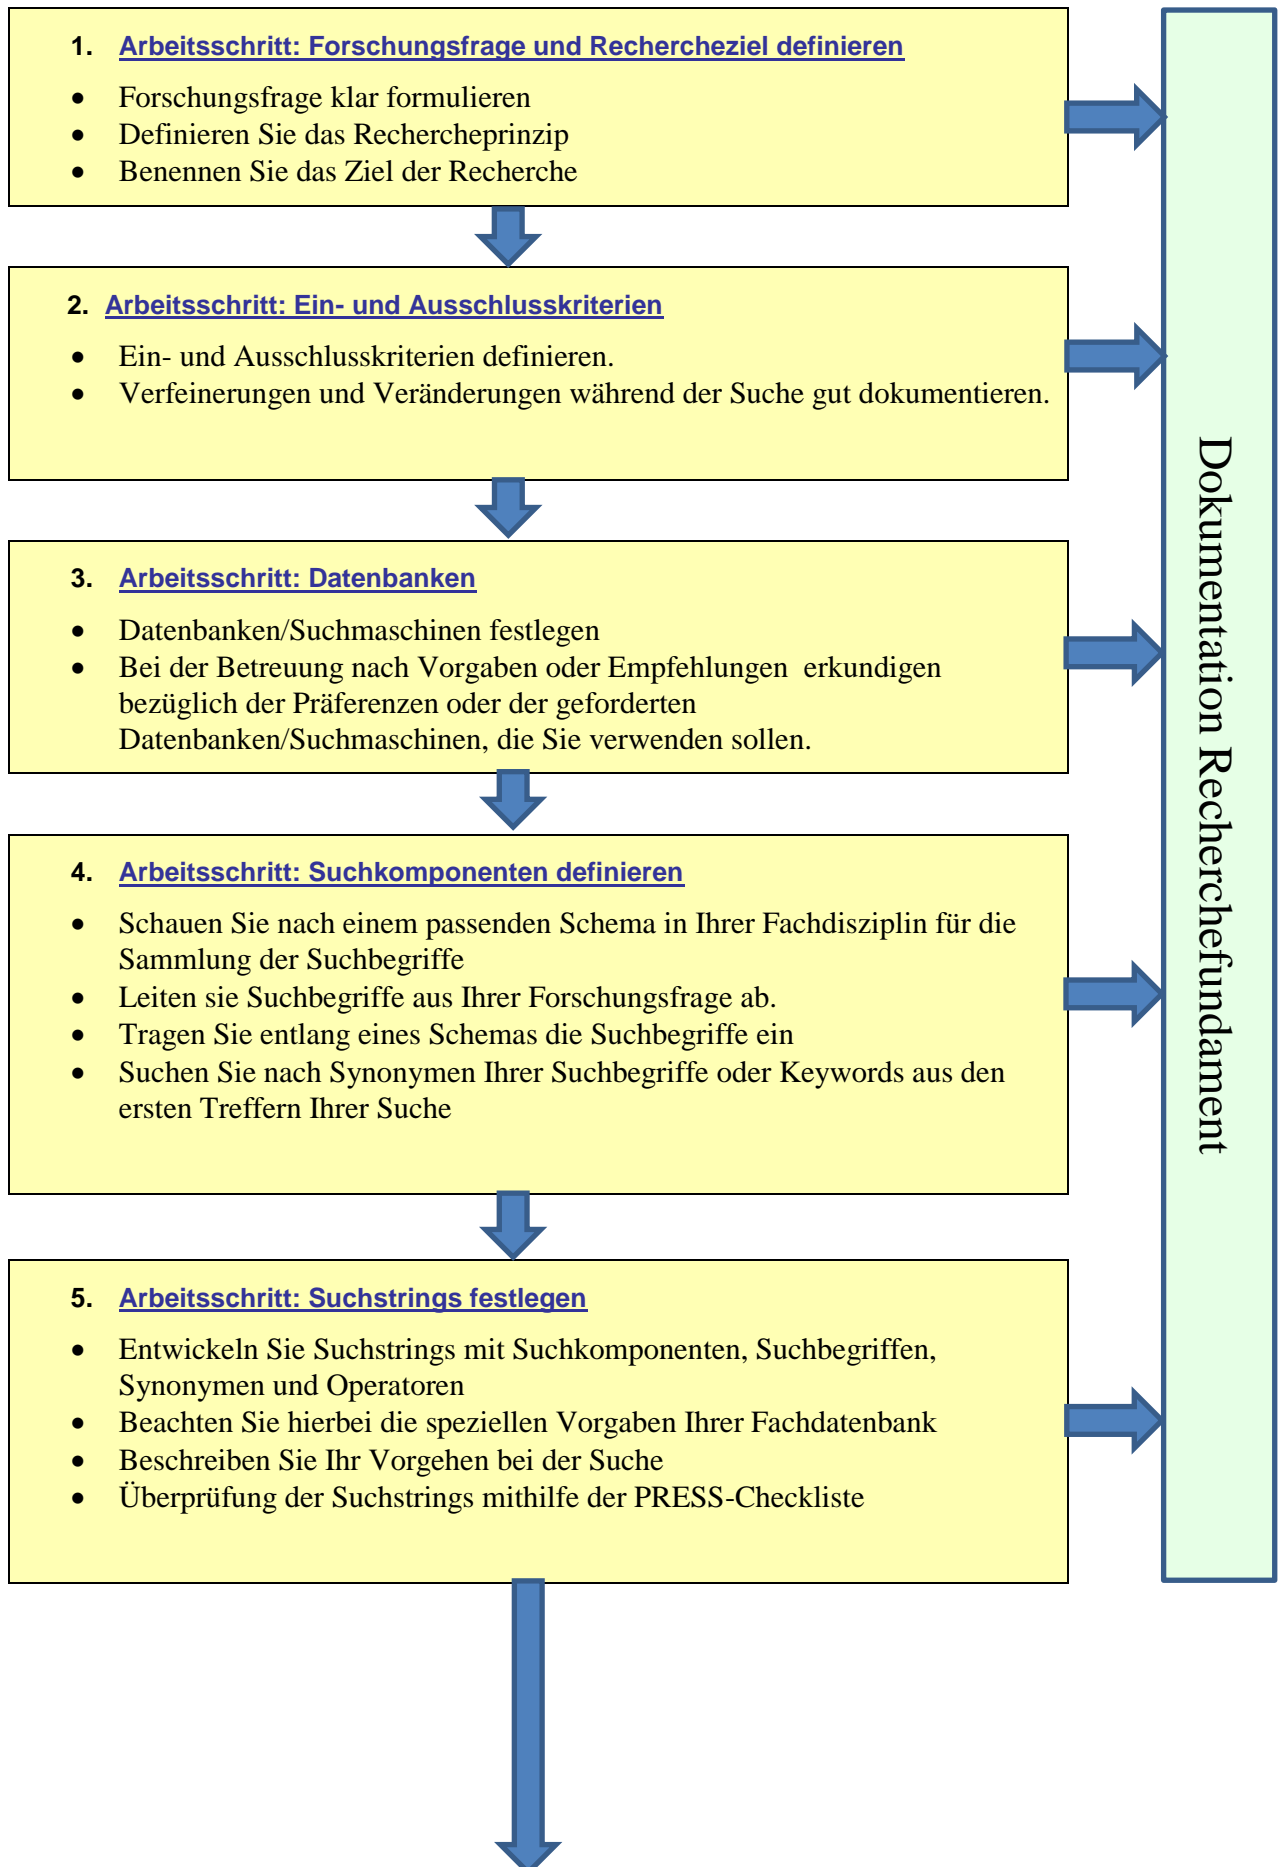 1. Arbeitsschritt: Forschungsfrage und Rechercheziel definieren
• Forschungsfrage klar formulieren
• Definieren Sie das Rechercheprinzip
• Benennen Sie das Ziel der Recherche
2. Arbeitsschritt: Ein- und Ausschlusskriterien
• Ein- und Ausschlusskriterien definieren.
• Verfeinerungen und Veränderungen während der Suche gut dokumentieren.
3. Arbeitsschritt: Datenbanken
• Datenbanken/Suchmaschinen festlegen
• Bei der Betreuung nach Vorgaben oder Empfehlungen  erkundigen
bezüglich der Präferenzen oder der geforderten
Datenbanken/Suchmaschinen, die Sie verwenden sollen.
4. Arbeitsschritt: Suchkomponenten definieren
• Schauen Sie nach einem passenden Schema in Ihrer Fachdisziplin für die
Sammlung der Suchbegriffe
• Leiten sie Suchbegriffe aus Ihrer Forschungsfrage ab.
• Tragen Sie entlang eines Schemas die Suchbegriffe ein
• Suchen Sie nach Synonymen Ihrer Suchbegriffe oder Keywords aus den
ersten Treffern Ihrer Suche
5. Arbeitsschritt: Suchstrings festlegen
• Entwickeln Sie Suchstrings mit Suchkomponenten, Suchbegriffen,
Synonymen und Operatoren
• Beachten Sie hierbei die speziellen Vorgaben Ihrer Fachdatenbank
• Beschreiben Sie Ihr Vorgehen bei der Suche
• Überprüfung der Suchstrings mithilfe der PRESS-Checkliste
Dokumentation Recherchefundament